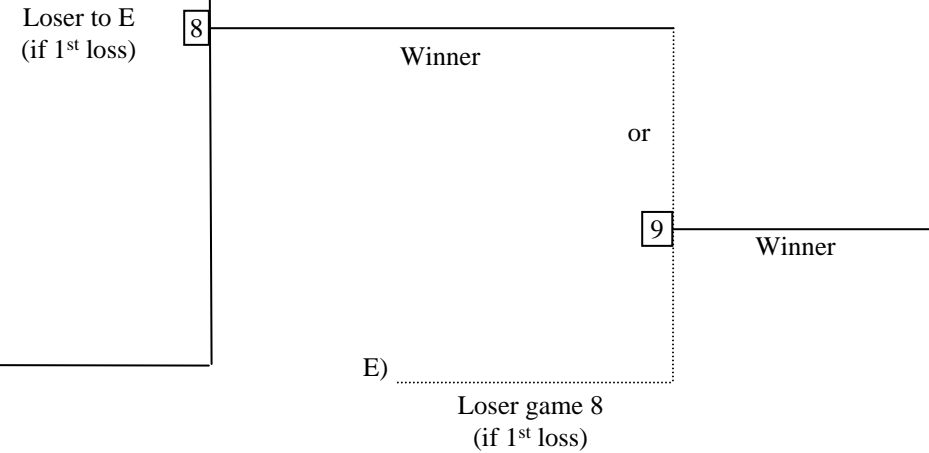 Loser to E
(if 1st loss)
8
Winner
or
9
Winner
E)
Loser game 8
(if 1st loss)